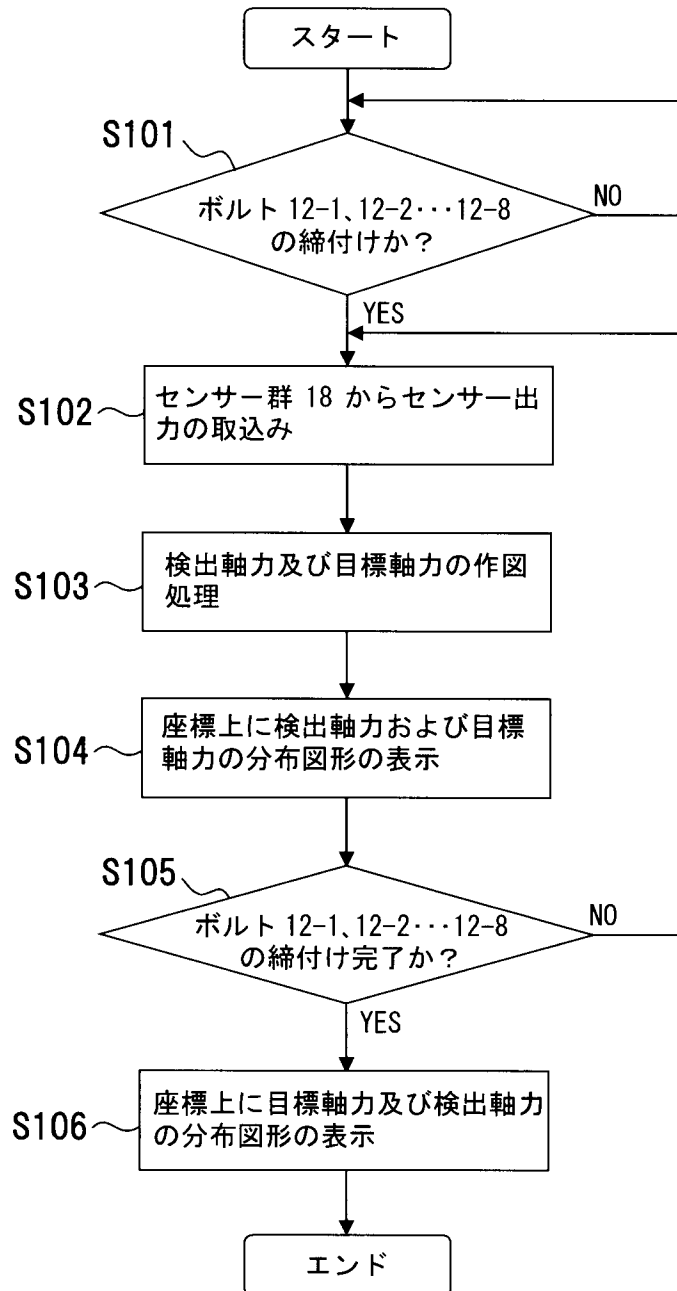 スタート
S101
ボルト 12-1、12-2・・・12-8
の締付けか？
NO
YES
S102
センサー群 18 からセンサー出
力の取込み
S103
検出軸力及び目標軸力の作図
処理
S104
座標上に検出軸力および目標
軸力の分布図形の表示
S105
ボルト 12-1、12-2・・・12-8
の締付け完了か？
NO
YES
S106
座標上に目標軸力及び検出軸力
の分布図形の表示
エンド